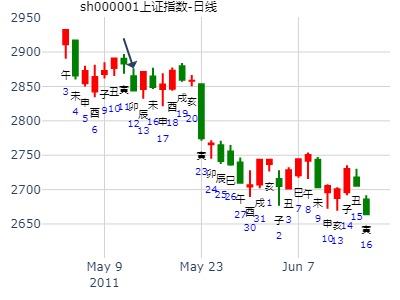 sh000001上证指数-日线
2950
2900
2850
2800
2750
2700
2650
午
3
未
4
申
5
酉
6
子
9
丑
10
寅
11
卯
12
辰
13
未
16
申
17
酉
18
戌
19
亥
20
寅
23
卯
24
辰
25
巳
26
午
27
酉
30
戌
31
亥
1
子
2
丑
3
巳
7
午
8
未
9
申
10
亥
13
子
14
丑
15
寅
16
May 9
2011
May 23
Jun 7